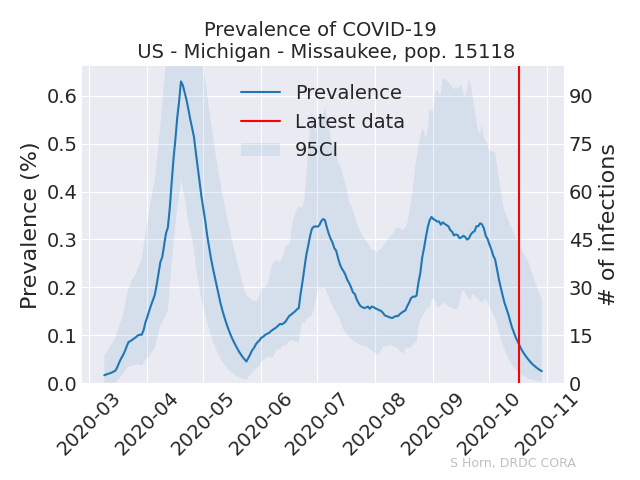 Prevalence of COVID-19
US - Michigan - Missaukee, pop. 15118
Prevalence
Latest data
95CI
Prevalence (%)
0.6
0.5
0.4
0.3
0.2
0.1
0.0
# of infections
90
75
60
45
30
15
0
2020-03
2020-04
2020-05
2020-06
2020-07
2020-08
2020-09
2020-10
2020-11
S Horn, DRDC CORA